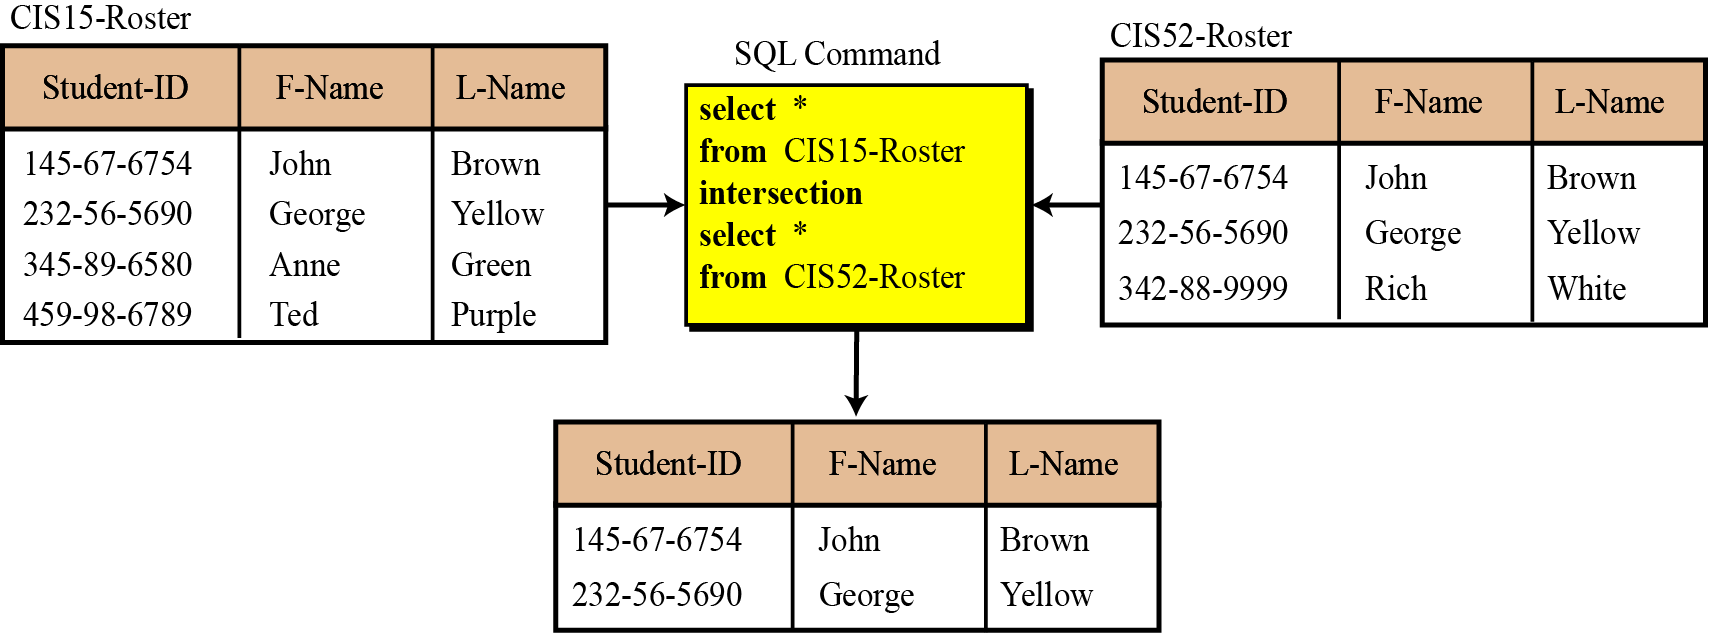 CIS15-Roster
Student-ID F-Name L-Name
145-67-6754 John Brown
232-56-5690 George Yellow
345-89-6580 Anne Green
459-98-6789 Ted Purple
SQL Command
select *
from CIS15-Roster
intersection
select *
from CIS52-Roster
CIS52-Roster
Student-ID F-Name L-Name
145-67-6754 John Brown
232-56-5690 George Yellow
342-88-9999 Rich White
Student-ID F-Name L-Name
145-67-6754 John Brown
232-56-5690 George Yellow